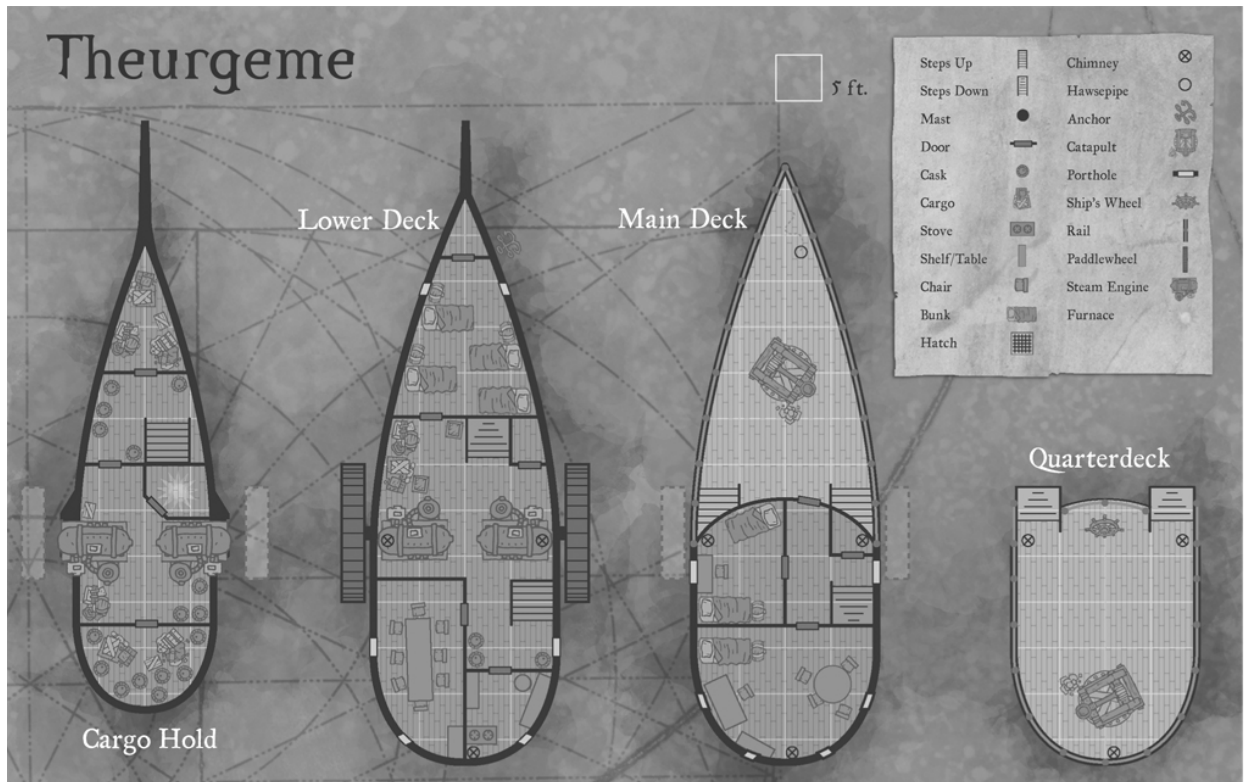 Theurgeme
5 ft.
Steps Up
Steps Down
Mast
Door
Cask
Cargo
Stove
Shelf/Table
Chair
Bunk
Hatch
Chimney
Hawsepipe
Anchor
Catapult
Porthole
Ship's Wheel
Rail
Paddlewheel
Steam Engine
Furnace
Lower Deck
Main Deck
Quarterdeck
Cargo Hold